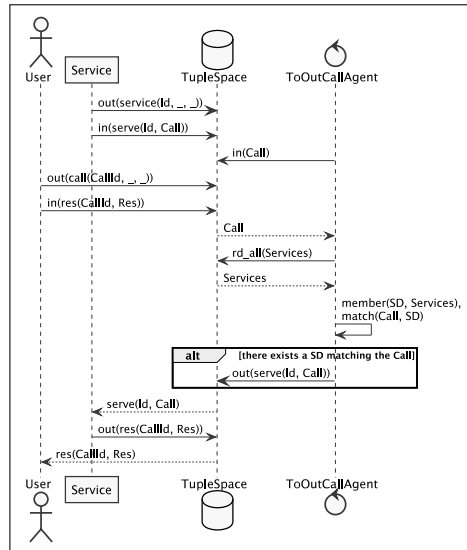 User
Service
TupleSpace
ToOutCallAgent
out(service(Id, _, _))
in(serve(Id, Call))
in(Call)
out(call(CallId, _, _))
in(res(CallId, Res))
Call
rd_all(Services)
Services
member(SD, Services),
match(Call, SD)
alt
[there exists a SD matching the Call]
out(serve(Id, Call))
serve(Id, Call)
out(res(CallId, Res))
res(CallId, Res)
User
Service
TupleSpace
ToOutCallAgent